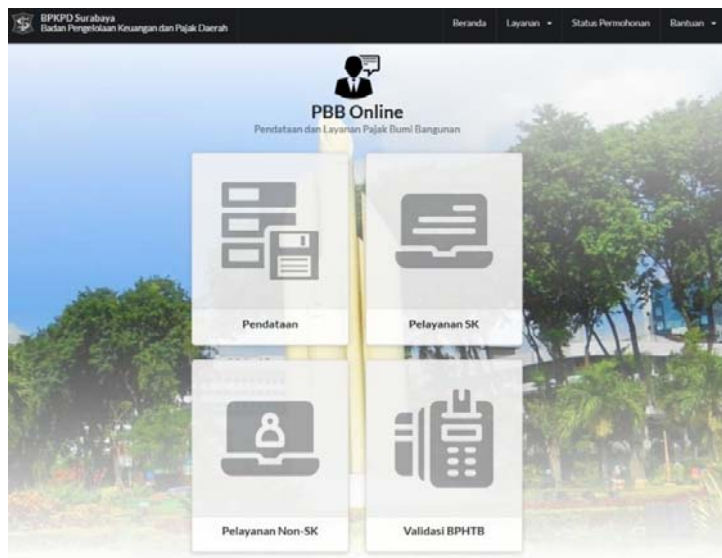 BPKPD Surabaya
Badan Pengelolaan Keuangan dan Pajak Daerah
Beranda
Layanan
Status Permohonan
Bantuan
PBB Online
Pendataan dan Layanan Pajak Bumi Bangunan
Pendataan
Pelayanan SK
Pelayanan Non-SK
Validasi BPHTB